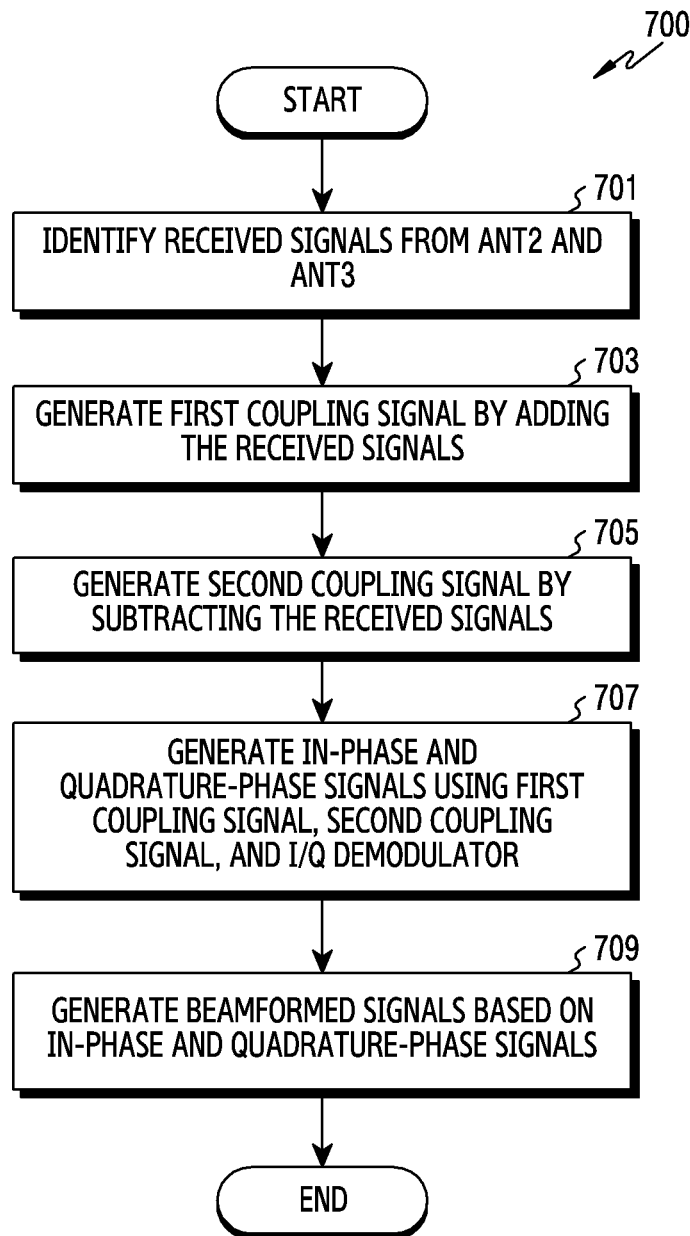 700
START
701
IDENTIFY RECEIVED SIGNALS FROM ANT2 AND
ANT3
703
GENERATE FIRST COUPLING SIGNAL BY ADDING
THE RECEIVED SIGNALS
705
GENERATE SECOND COUPLING SIGNAL BY
SUBTRACTING THE RECEIVED SIGNALS
707
GENERATE IN-PHASE AND
QUADRATURE-PHASE SIGNALS USING FIRST
COUPLING SIGNAL, SECOND COUPLING
SIGNAL, AND I/Q DEMODULATOR
709
GENERATE BEAMFORMED SIGNALS BASED ON
IN-PHASE AND QUADRATURE-PHASE SIGNALS
END